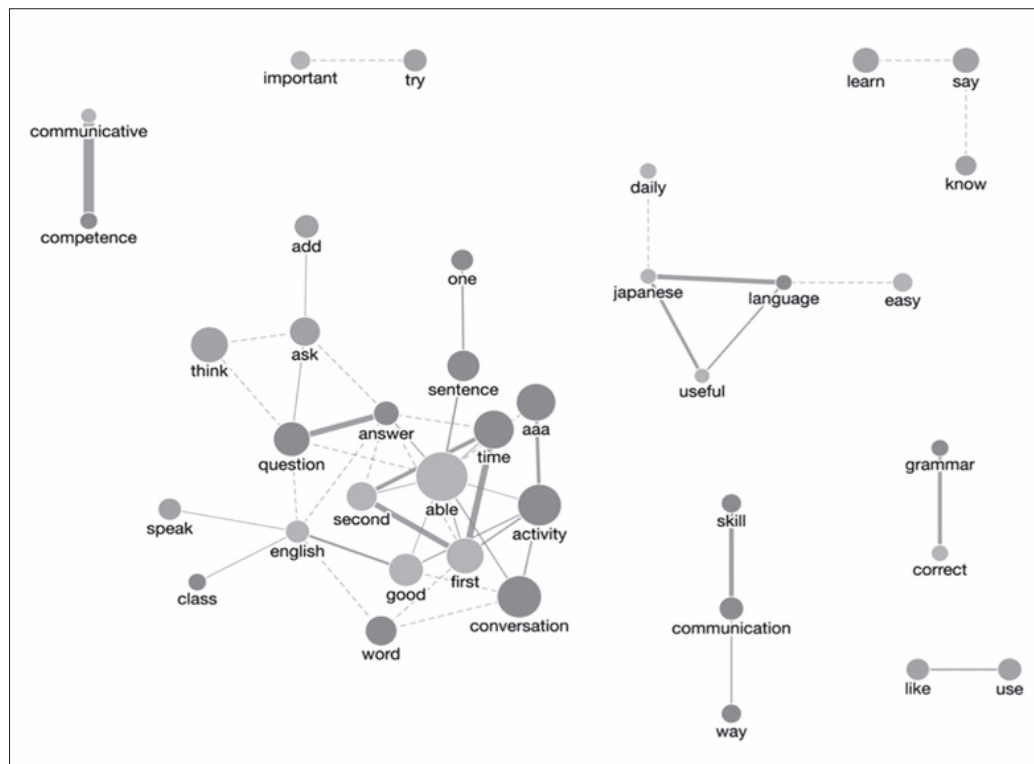 important
try
learn
say
communicative
daily
know
competence
add
one
japanese
language
easy
think
ask
sentence
useful
question
answer
time
aaa
grammar
speak
english
second
able
activity
skill
correct
class
good
first
conversation
communication
word
like
use
way